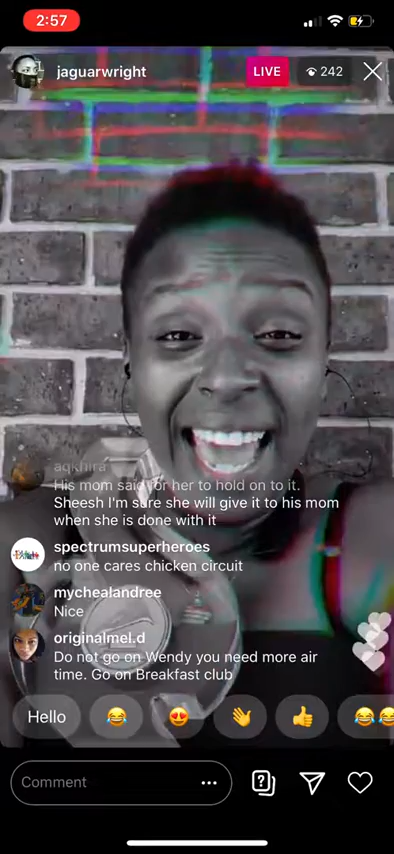 2:57
jaguarwright
LIVE
242
aqkhira
His mom said for her to hold on to it.
Sheesh I'm sure she will give it to his mom
when she is done with it
spectrumsuperheroes
no one cares chicken circuit
mychealandree
Nice
originalmel.d
Do not go on Wendy you need more air
time. Go on Breakfast club
Hello
Comment